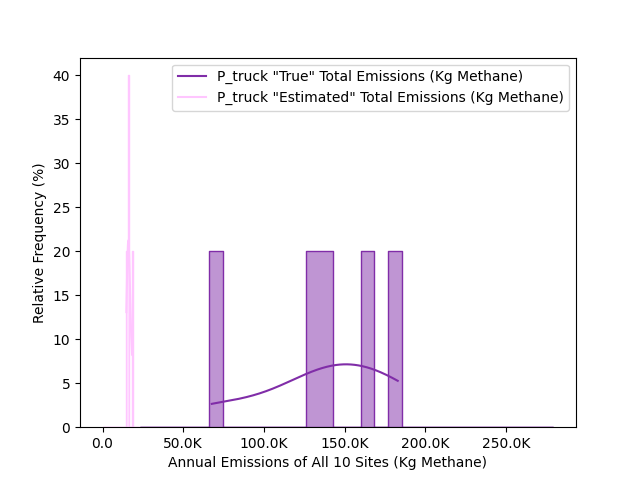 P_truck "True" Total Emissions (Kg Methane)
P_truck "Estimated" Total Emissions (Kg Methane)
Relative Frequency (%)
40
35
30
25
20
15
10
5
0
0.0 50.0K 100.0K 150.0K 200.0K 250.0K
Annual Emissions of All 10 Sites (Kg Methane)